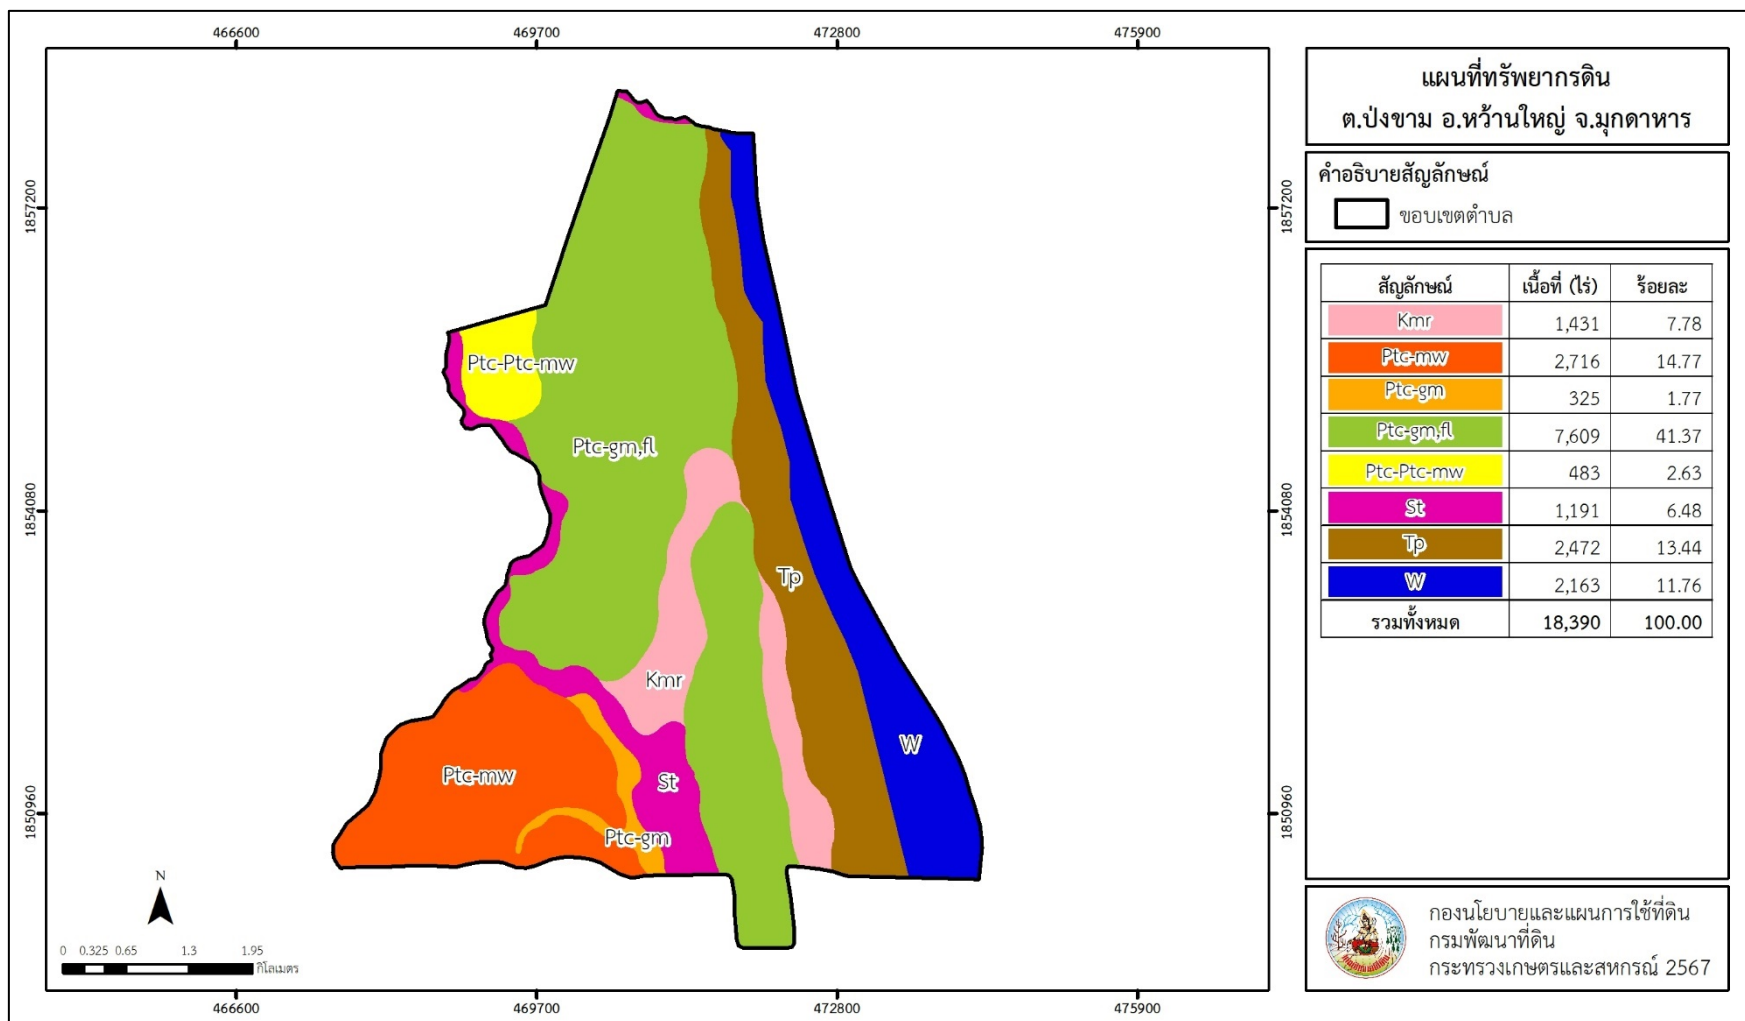 466600
469700
472800
475900
แผนที่ทรัพยากรดิน
ต.ป่งขาม อ.หว้านใหญ่ จ.มุกดาหาร
คำอธิบายสัญลักษณ์
ขอบเขตตำบล
1857200
1857200
สัญลักษณ์ เนื้อที่ (ไร่) ร้อยละ
Kmr 1,431 7.78
Ptc-mw 2,716 14.77
Ptc-gm 325 1.77
Ptc-gm,fl 7,609 41.37
Ptc-Ptc-mw 483 2.63
St 1,191 6.48
Tp 2,472 13.44
W 2,163 11.76
รวมทั้งหมด 18,390 100.00
Ptc-Ptc-mw
Ptc-gm,fl
1854080
1854080
Tp
Kmr
W
Ptc-mw
St
1850960
1850960
Ptc-gm
N
0 0.325 0.65 1.3 1.95
กิโลเมตร
กองนโยบายและแผนการใช้ที่ดิน
กรมพัฒนาที่ดิน
กระทรวงเกษตรและสหกรณ์ 2567
466600
469700
472800
475900